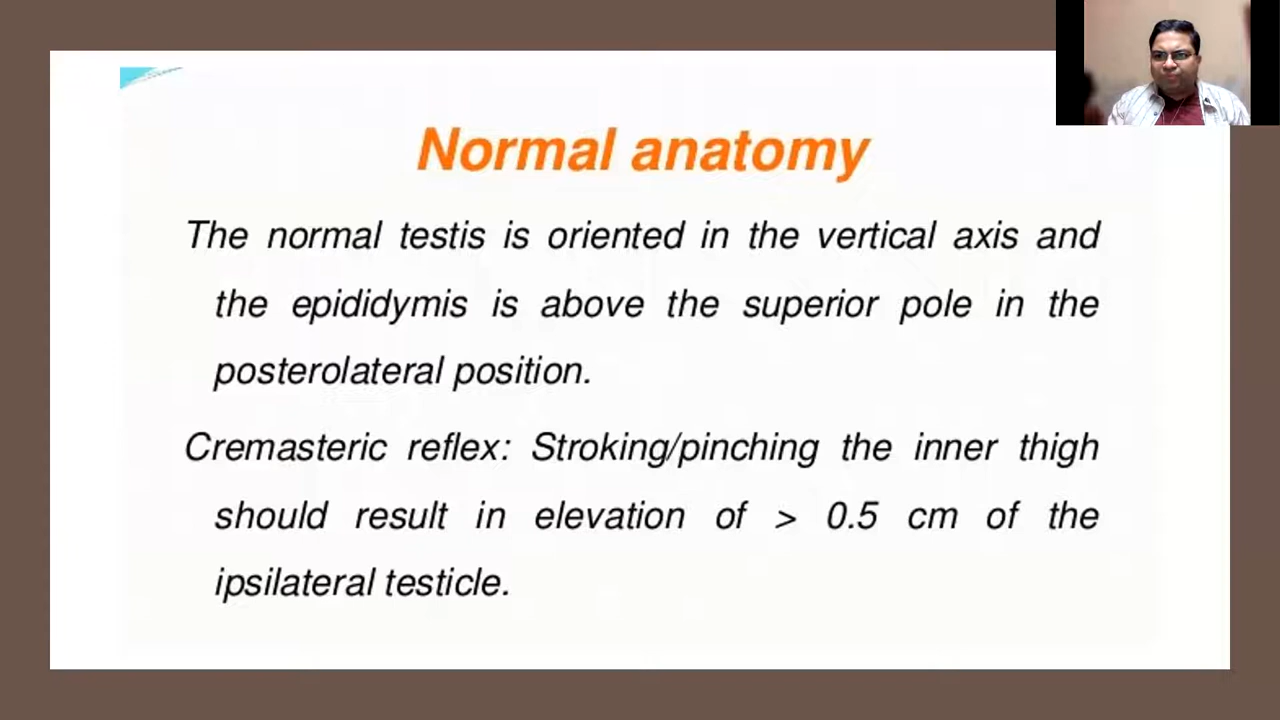 Normal anatomy
The normal testis is oriented in the vertical axis and
the epididymis is above the superior pole in the
posterolateral position.
Cremasteric reflex: Stroking/pinching the inner thigh
should result in elevation of > 0.5 cm of the
ipsilateral testicle.